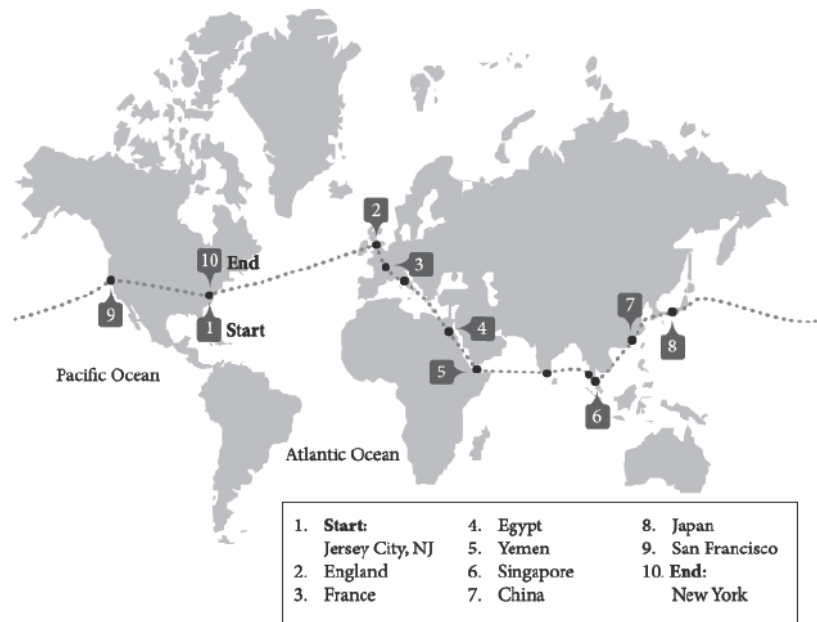 2
10 End
3
9
1 Start
7
4
8
Pacific Ocean
5
6
Atlantic Ocean
1. Start:
Jersey City, NJ
2. England
3. France
4. Egypt
5. Yemen
6. Singapore
7. China
8. Japan
9. San Francisco
10. End:
New York